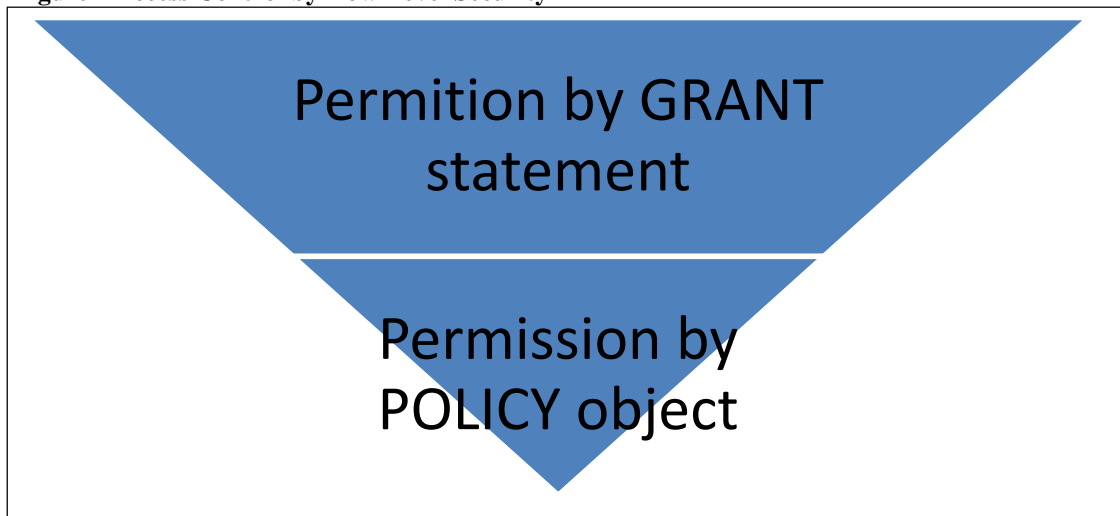 Permition by GRANT
statement
Permission by
POLICY object